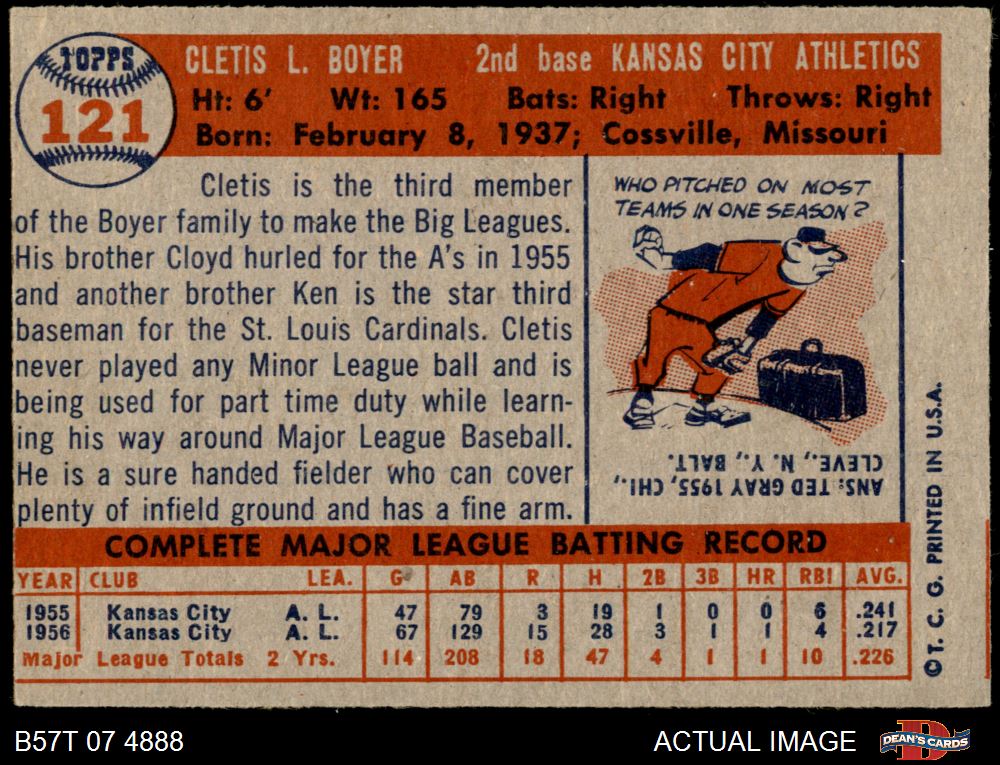 TOPPS
121
CLETIS L. BOYER 2nd base KANSAS CITY ATHLETICS
Ht: 6' Wt: 165 Bats: Right Throws: Right
Born: February 8, 1937; Cossville, Missouri
Cletis is the third member
of the Boyer family to make the Big Leagues.
His brother Cloyd hurled for the A's in 1955
and another brother Ken is the star third
baseman for the St. Louis Cardinals. Cletis
never played any Minor League ball and is
being used for part time duty while learn-
ing his way around Major League Baseball.
He is a sure handed fielder who can cover
plenty of infield ground and has a fine arm.
WHO PITCHED ON MOST
TEAMS IN ONE SEASON?
ANS: TED GRAY 1955, CHI.,
CLEVE., N. Y., BALT.
COMPLETE MAJOR LEAGUE BATTING RECORD
YEAR CLUB LEA. G AB R H 2B 3B HR RBI AVG.
1955 Kansas City A. L. 47 79 3 19 1 0 0 6 .241
1956 Kansas City A. L. 67 129 15 28 3 1 1 4 .217
Major League Totals 2 Yrs. 114 208 18 47 4 1 1 10 .226
©T. C. G. PRINTED IN U.S.A.
B57T 07 4888
ACTUAL IMAGE
DEAN'S CARDS